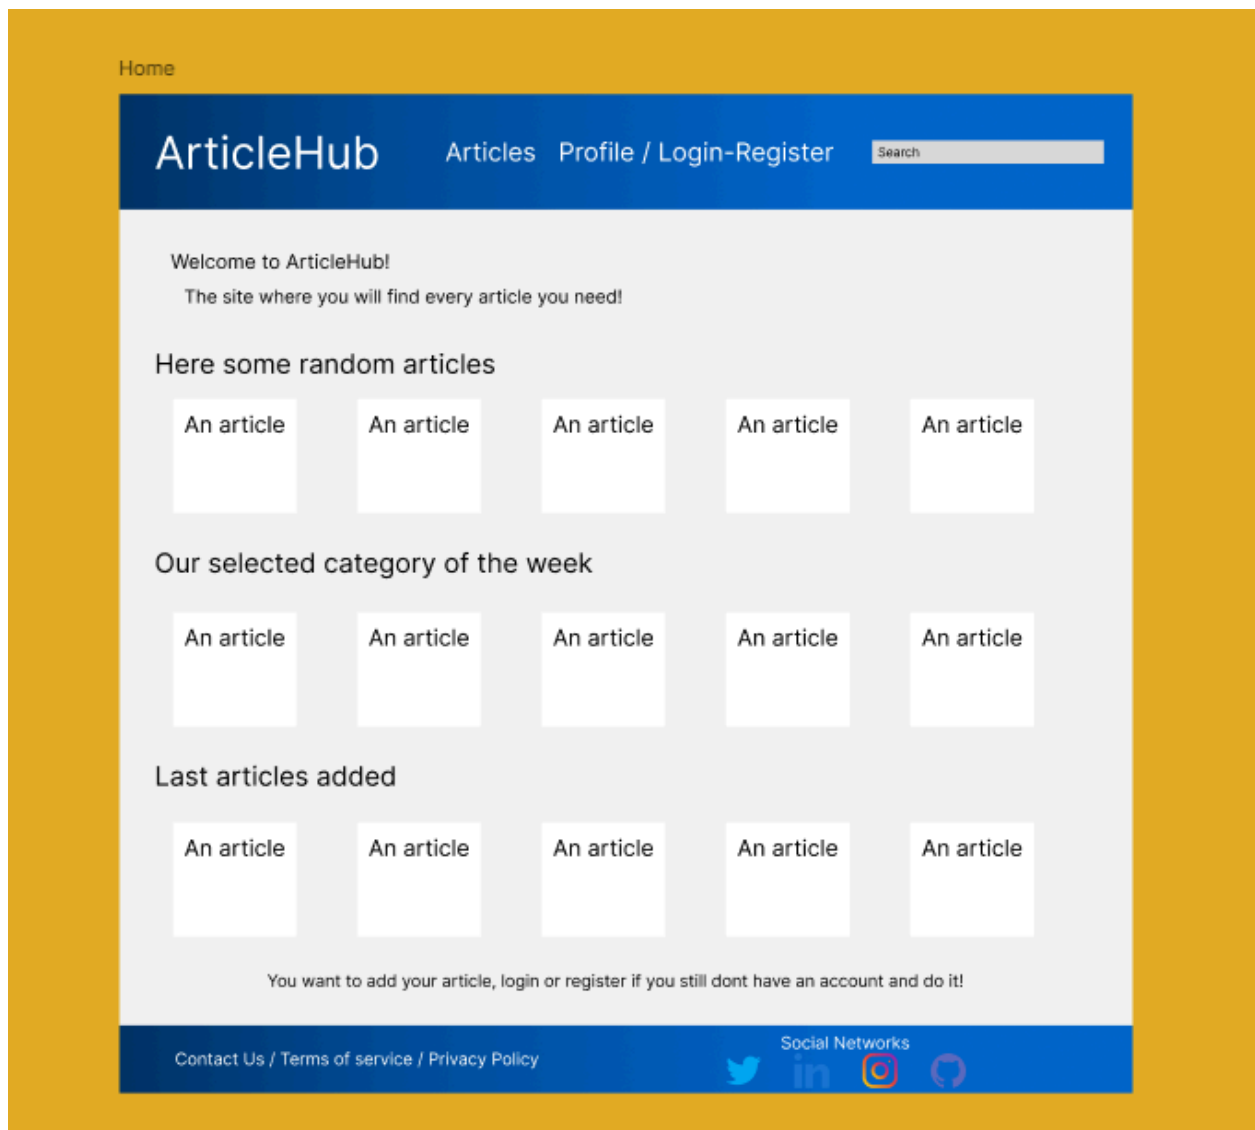 Home
ArticleHub Articles Profile / Login-Register Search
Welcome to ArticleHub!
The site where you will find every article you need!
Here some random articles
An article An article An article An article An article
Our selected category of the week
An article An article An article An article An article
Last articles added
An article An article An article An article An article
You want to add your article, login or register if you still dont have an account and do it!
Social Networks
Contact Us / Terms of service / Privacy Policy
in